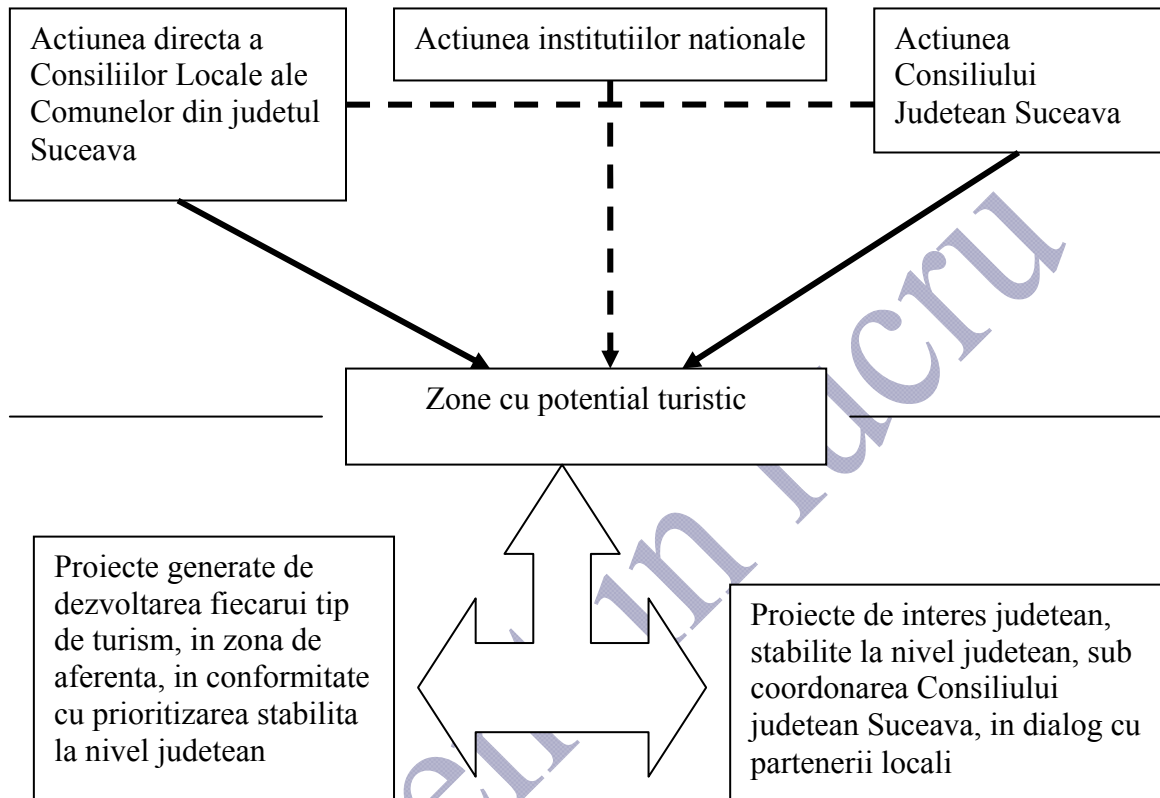 Actiunea directa a
Consiliilor Locale ale
Comunelor din judetul
Suceava
Actiunea institutiilor nationale
Actiunea
Consiliului
Judetean Suceava
Zone cu potential turistic
Proiecte generate de
dezvoltarea fiecarui tip
de turism, in zona de
aferenta, in conformitate
cu prioritizarea stabilita
la nivel judetean
Proiecte de interes judetean,
stabilite la nivel judetean, sub
coordonarea Consiliului
judetean Suceava, in dialog cu
partenerii locali
in lucru